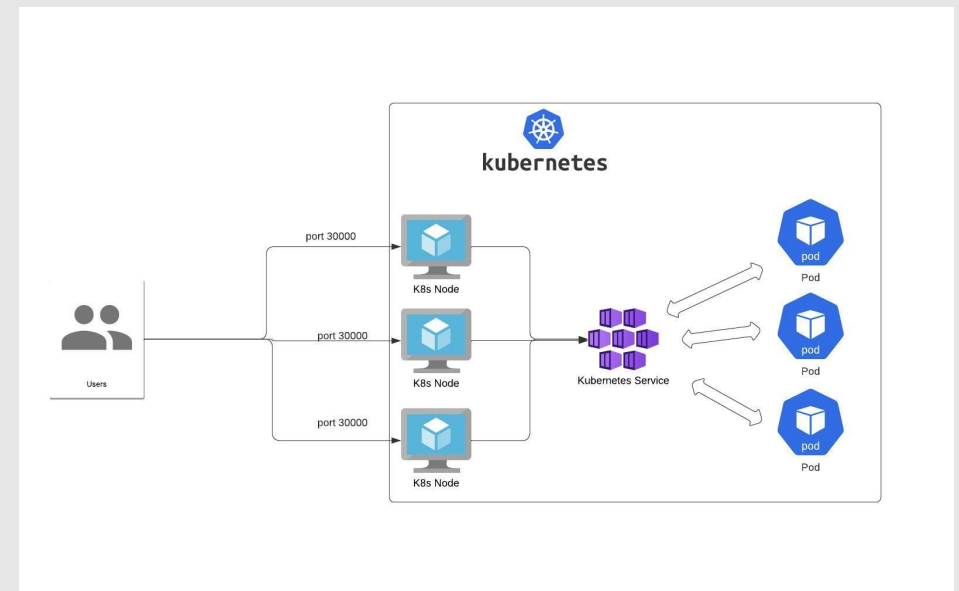 kubernetes
port 30000
K8s Node
pod
Pod
port 30000
K8s Node
Users
Kubernetes Service
pod
Pod
port 30000
K8s Node
pod
Pod